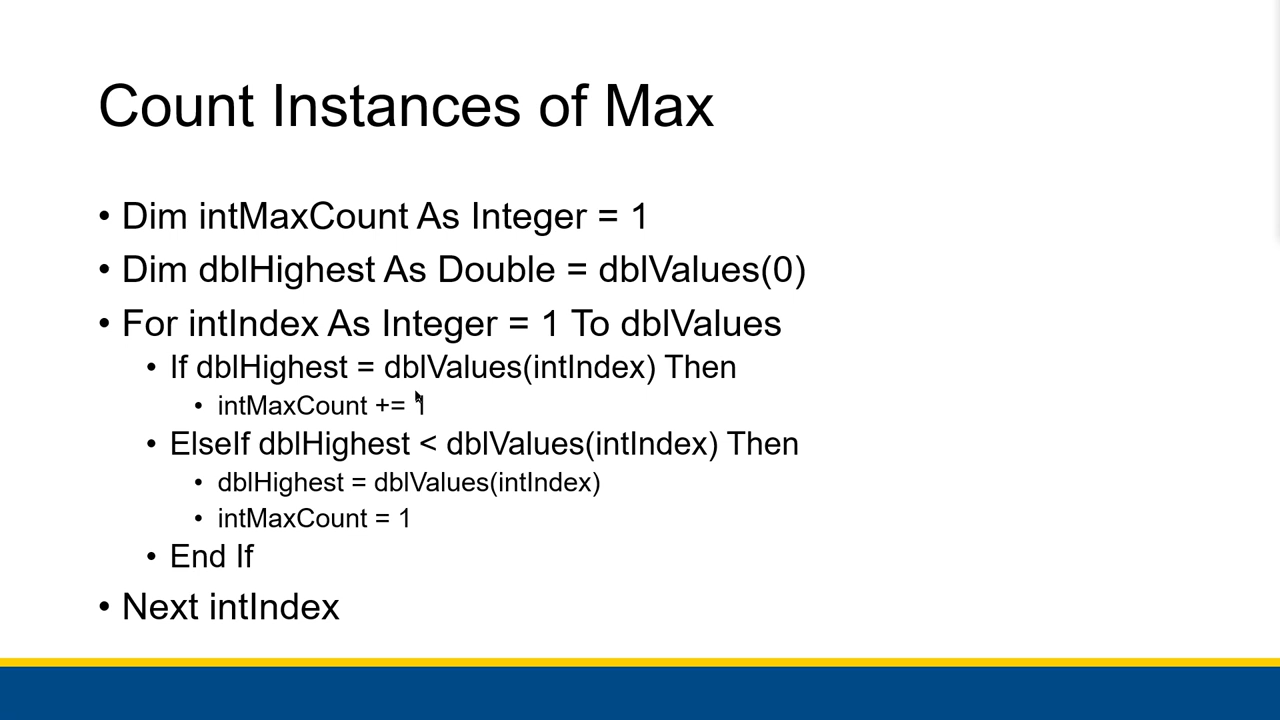 Count Instances of Max
• Dim intMaxCount As Integer = 1
• Dim dblHighest As Double = dblValues(0)
• For intIndex As Integer = 1 To dblValues
• If dblHighest = dblValues(intIndex) Then
• intMaxCount += 1
• ElseIf dblHighest < dblValues(intIndex) Then
• dblHighest = dblValues(intIndex)
• intMaxCount = 1
• End If
• Next intIndex